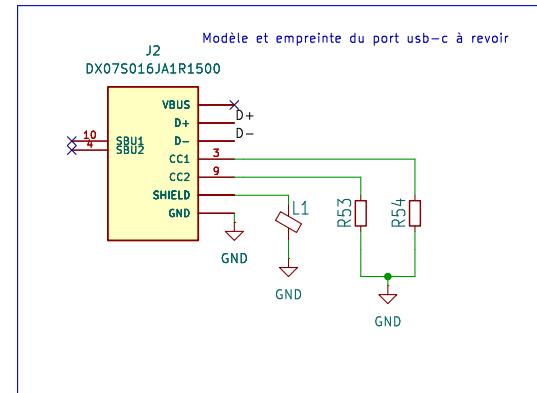 Modèle et empreinte du port usb-c à revoir
J2
DX07S016JA1R1500
VBUS
D+
D+
D-
D-
10
SBU1
4
SBU2
CC1
3
CC2
9
SHIELD
GND
L1
R53
R54
GND
GND
GND